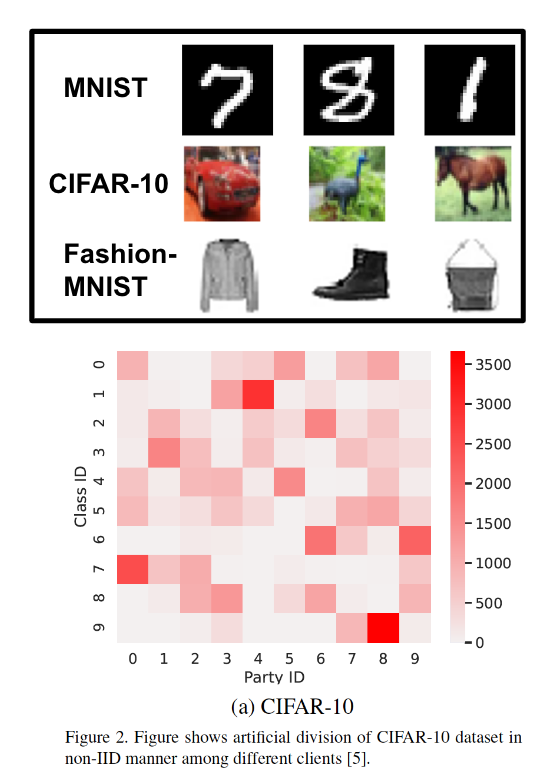 MNIST
7 8 1
CIFAR-10
Fashion-
MNIST
Class ID
0
1
2
3
4
5
6
7
8
9
3500
3000
2500
2000
1500
1000
500
0
0 1 2 3 4 5 6 7 8 9
Party ID
(a) CIFAR-10
Figure 2. Figure shows artificial division of CIFAR-10 dataset in
non-IID manner among different clients [5].